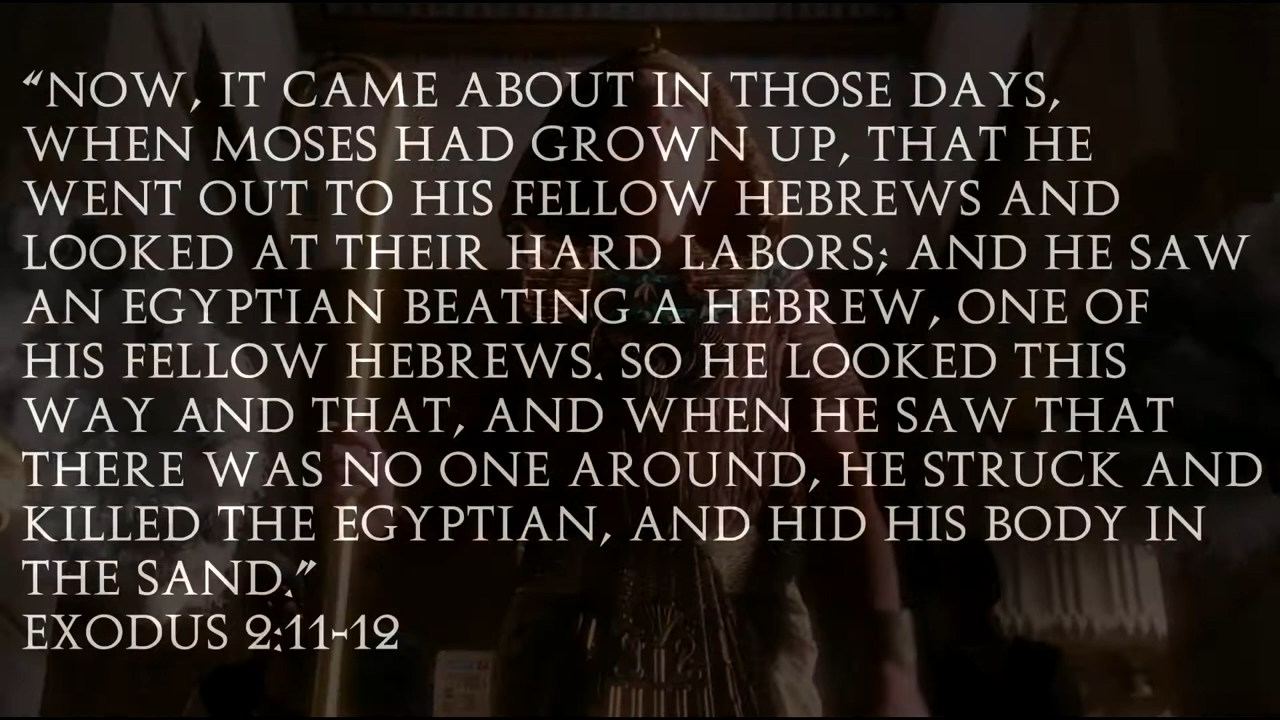 “NOW, IT CAME ABOUT IN THOSE DAYS,
WHEN MOSES HAD GROWN UP, THAT HE
WENT OUT TO HIS FELLOW HEBREWS AND
LOOKED AT THEIR HARD LABORS; AND HE SAW
AN EGYPTIAN BEATING A HEBREW, ONE OF
HIS FELLOW HEBREWS. SO HE LOOKED THIS
WAY AND THAT, AND WHEN HE SAW THAT
THERE WAS NO ONE AROUND, HE STRUCK AND
KILLED THE EGYPTIAN, AND HID HIS BODY IN
THE SAND.”
EXODUS 2:11-12